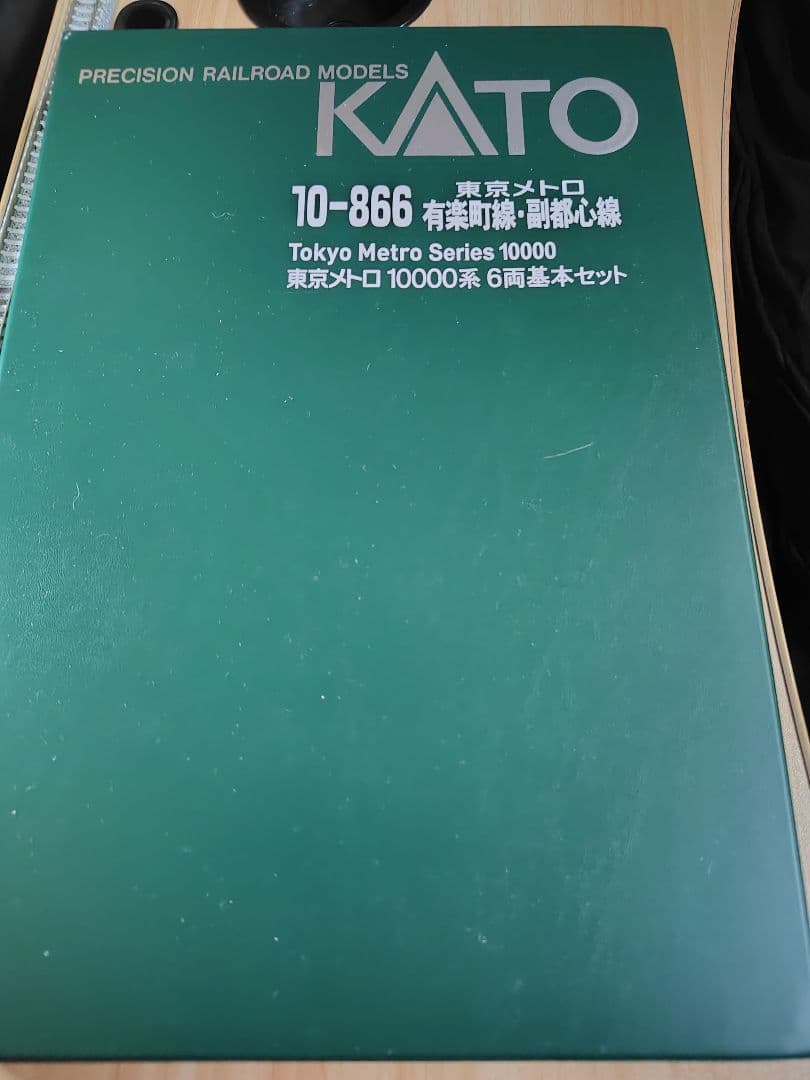 PRECISION RAILROAD MODELS
KATO
10-866 東京メトロ
有楽町線・副都心線
Tokyo Metro Series 10000
東京メトロ 10000系 6両基本セット